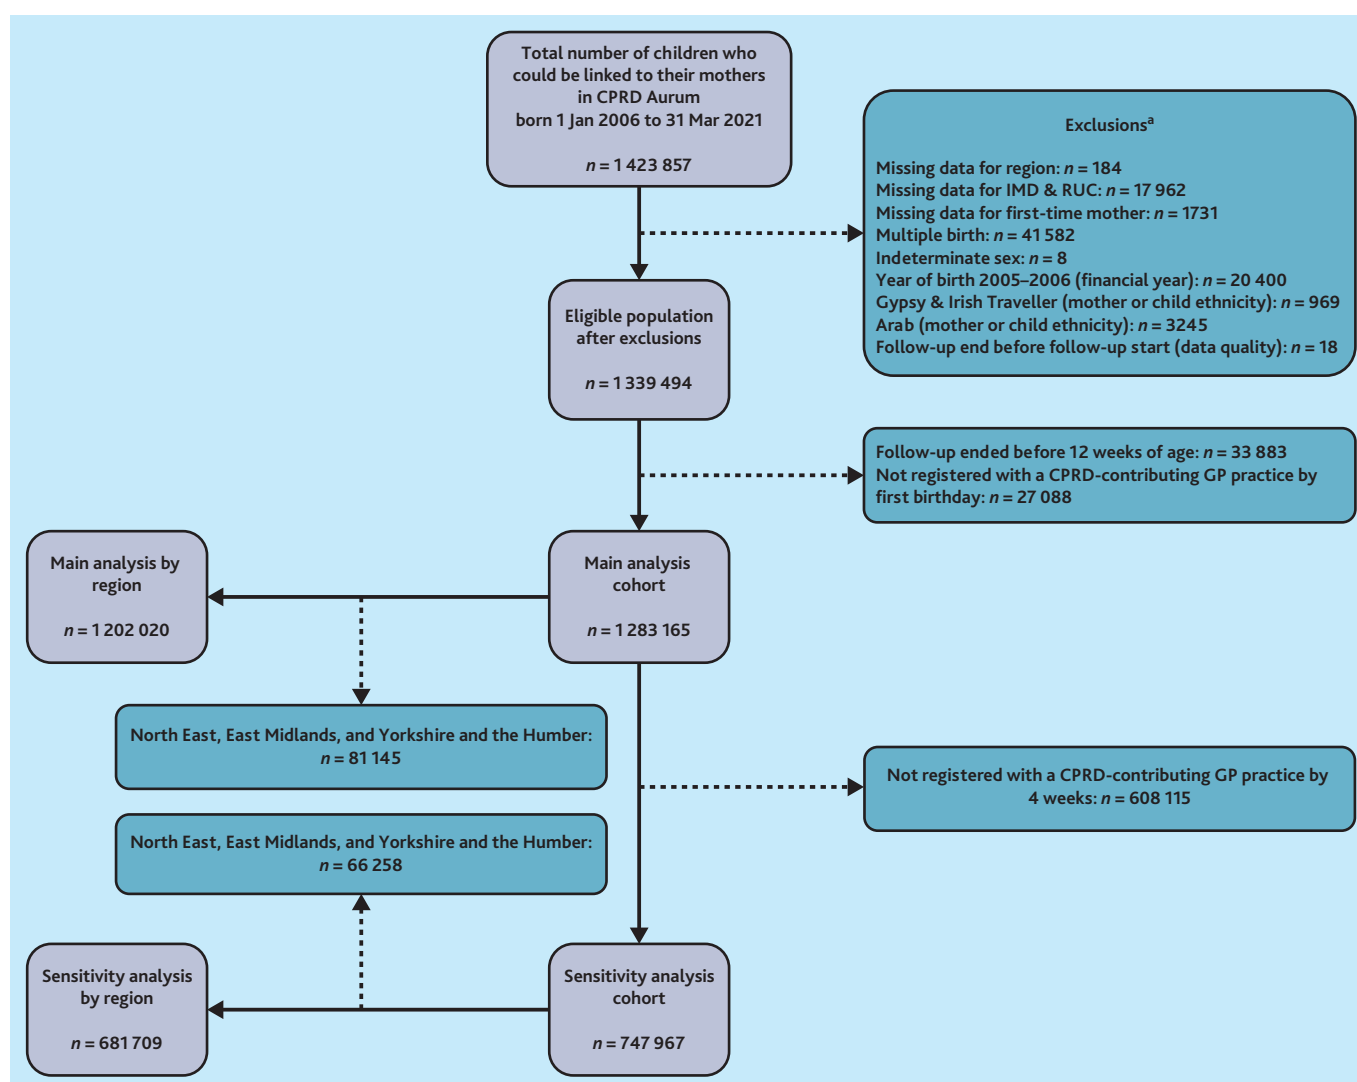 Total number of children who
could be linked to their mothers
in CPRD Aurum
born 1 Jan 2006 to 31 Mar 2021
n = 1 423 857
Exclusionsᵃ
Missing data for region: n = 184
Missing data for IMD & RUC: n = 17 962
Missing data for first-time mother: n = 1731
Multiple birth: n = 41 582
Indeterminate sex: n = 8
Year of birth 2005–2006 (financial year): n = 20 400
Gypsy & Irish Traveller (mother or child ethnicity): n = 969
Arab (mother or child ethnicity): n = 3245
Follow-up end before follow-up start (data quality): n = 18
Eligible population
after exclusions
n = 1 339 494
Follow-up ended before 12 weeks of age: n = 33 883
Not registered with a CPRD-contributing GP practice by
first birthday: n = 27 088
Main analysis by
region
n = 1 202 020
Main analysis
cohort
n = 1 283 165
North East, East Midlands, and Yorkshire and the Humber:
n = 81 145
Not registered with a CPRD-contributing GP practice by
4 weeks: n = 608 115
North East, East Midlands, and Yorkshire and the Humber:
n = 66 258
Sensitivity analysis
by region
n = 681 709
Sensitivity analysis
cohort
n = 747 967